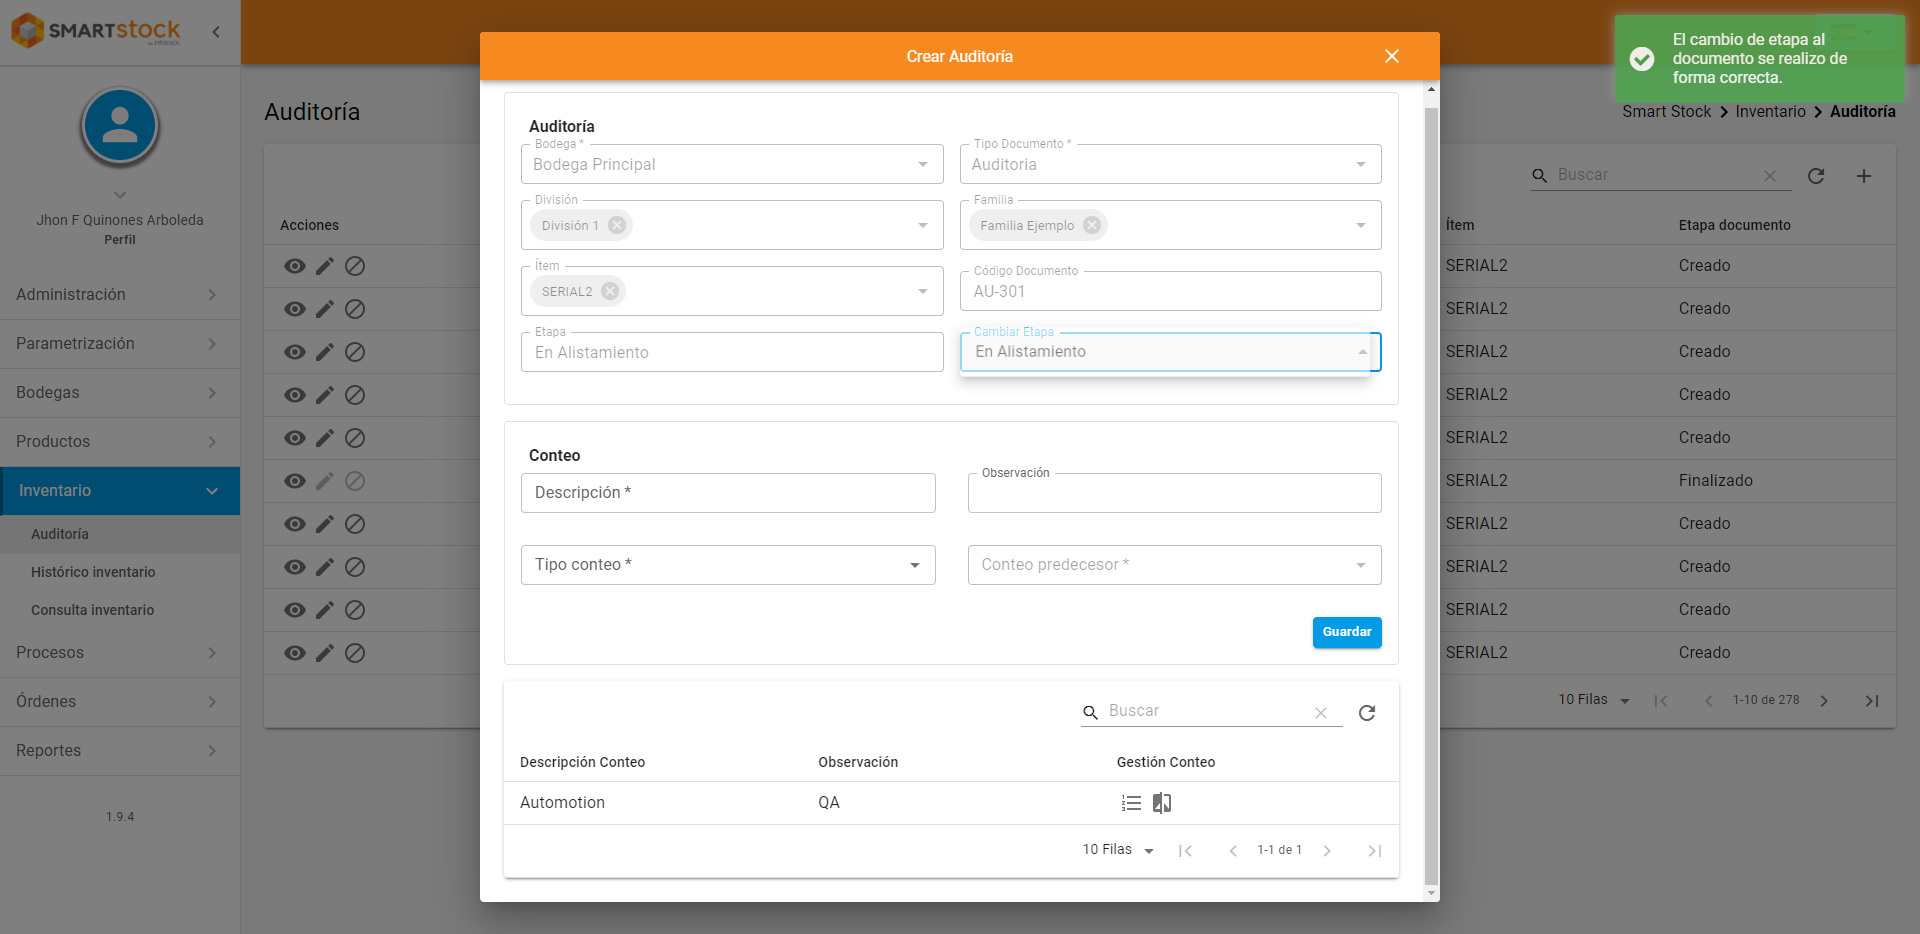 SMARTSTOCK
by infotrack
Jhon F Quinones Arboleda
Perfil
Administración
Parametrización
Bodegas
Productos
Inventario
Auditoría
Histórico inventario
Consulta inventario
Procesos
Órdenes
Reportes
1.9.4
Auditoría
Smart Stock > Inventario > Auditoría
El cambio de etapa al
documento se realizo de
forma correcta.
Buscar
Acciones
Ítem
Etapa documento
SERIAL2 Creado
SERIAL2 Creado
SERIAL2 Creado
SERIAL2 Creado
SERIAL2 Creado
SERIAL2 Finalizado
SERIAL2 Creado
SERIAL2 Creado
SERIAL2 Creado
SERIAL2 Creado
10 Filas 1-10 de 278
Crear Auditoría
Auditoría
Bodega *
Bodega Principal
Tipo Documento *
Auditoria
División
División 1
Familia
Familia Ejemplo
Ítem
SERIAL2
Código Documento
AU-301
Etapa
En Alistamiento
Cambiar Etapa
En Alistamiento
Conteo
Descripción *
Observación
Tipo conteo *
Conteo predecesor *
Guardar
Buscar
Descripción Conteo Observación Gestión Conteo
Automotion QA
10 Filas 1-1 de 1